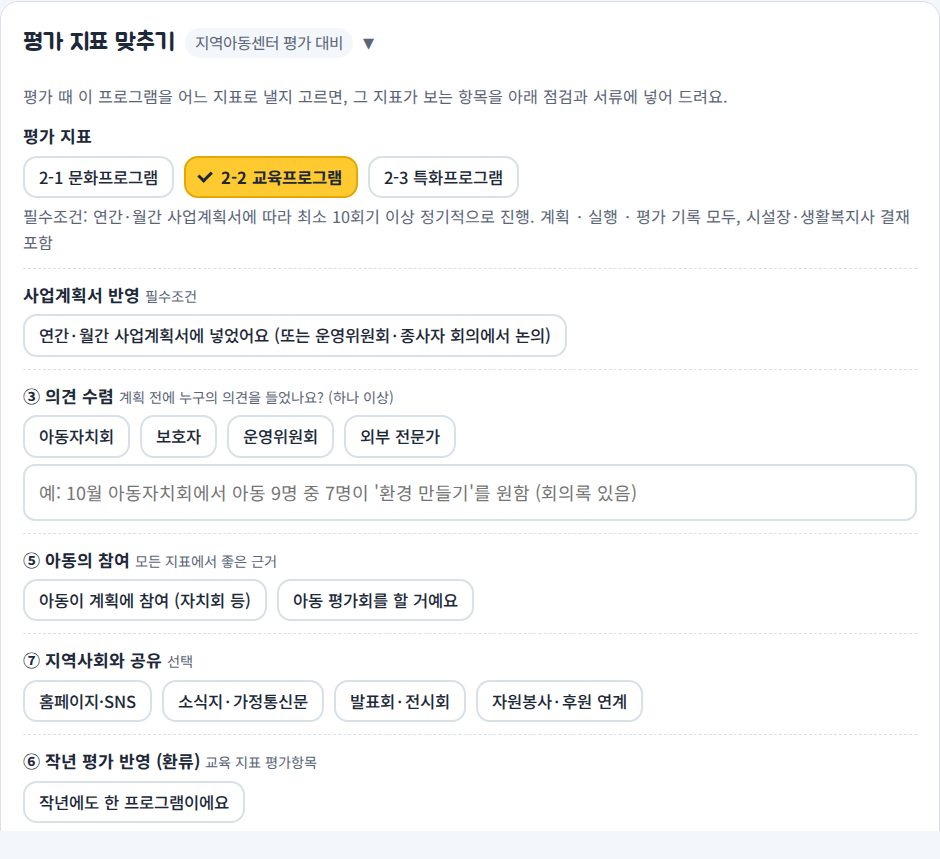 평가 지표 맞추기 지역아동센터 평가 대비 ▼
평가 때 이 프로그램을 어느 지표로 낼지 고르면, 그 지표가 보는 항목을 아래 점검과 서류에 넣어 드려요.
평가 지표
2-1 문화프로그램 ✓ 2-2 교육프로그램 2-3 특화프로그램
필수조건: 연간·월간 사업계획서에 따라 최소 10회기 이상 정기적으로 진행. 계획 · 실행 · 평가 기록 모두, 시설장·생활복지사 결재
포함
사업계획서 반영 필수조건
연간·월간 사업계획서에 넣었어요 (또는 운영위원회·종사자 회의에서 논의)
③ 의견 수렴 계획 전에 누구의 의견을 들었나요? (하나 이상)
아동자치회 보호자 운영위원회 외부 전문가
예: 10월 아동자치회에서 아동 9명 중 7명이 '환경 만들기'를 원함 (회의록 있음)
⑤ 아동의 참여 모든 지표에서 좋은 근거
아동이 계획에 참여 (자치회 등) 아동 평가회를 할 거예요
⑦ 지역사회와 공유 선택
홈페이지·SNS 소식지·가정통신문 발표회·전시회 자원봉사·후원 연계
⑥ 작년 평가 반영 (환류) 교육 지표 평가항목
작년에도 한 프로그램이에요